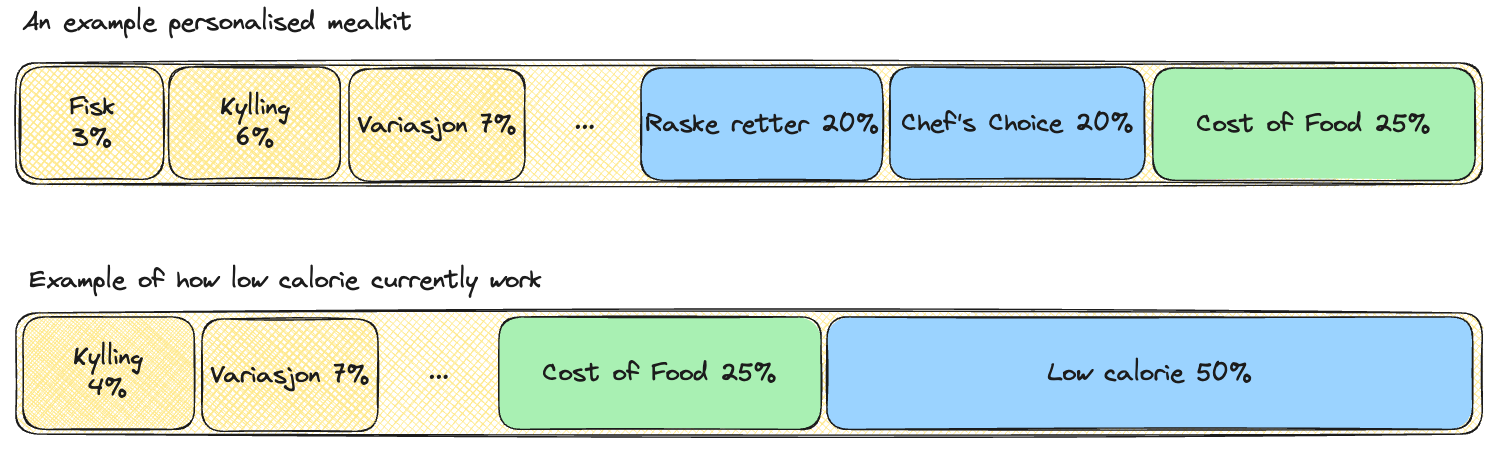 An example personalised mealkit
Fisk
3%
Kylling
6%
Variasjon 7%
...
Raske retter 20%
Chef's Choice 20%
Cost of Food 25%
Example of how low calorie currently work
Kylling
4%
Variasjon 7%
...
Cost of Food 25%
Low calorie 50%